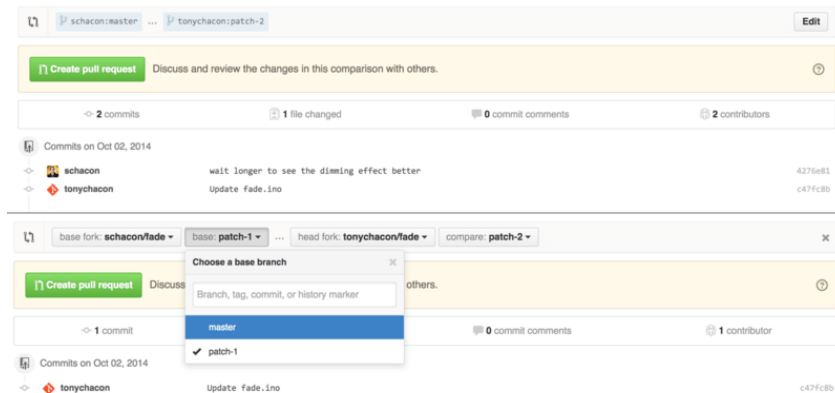 schacon:master ... tonychacon:patch-2 Edit
Create pull request Discuss and review the changes in this comparison with others.
2 commits 1 file changed 0 commit comments 2 contributors
Commits on Oct 02, 2014
schacon wait longer to see the dimming effect better 4276e81
tonychacon Update fade.ino c47fc8b
base fork: schacon/fade base: patch-1 ... head fork: tonychacon/fade compare: patch-2
Choose a base branch
Create pull request Discuss others.
Branch, tag, commit, or history marker
master
1 commit 0 commit comments 1 contributor
patch-1
Commits on Oct 02, 2014
tonychacon Update fade.ino c47fc8b